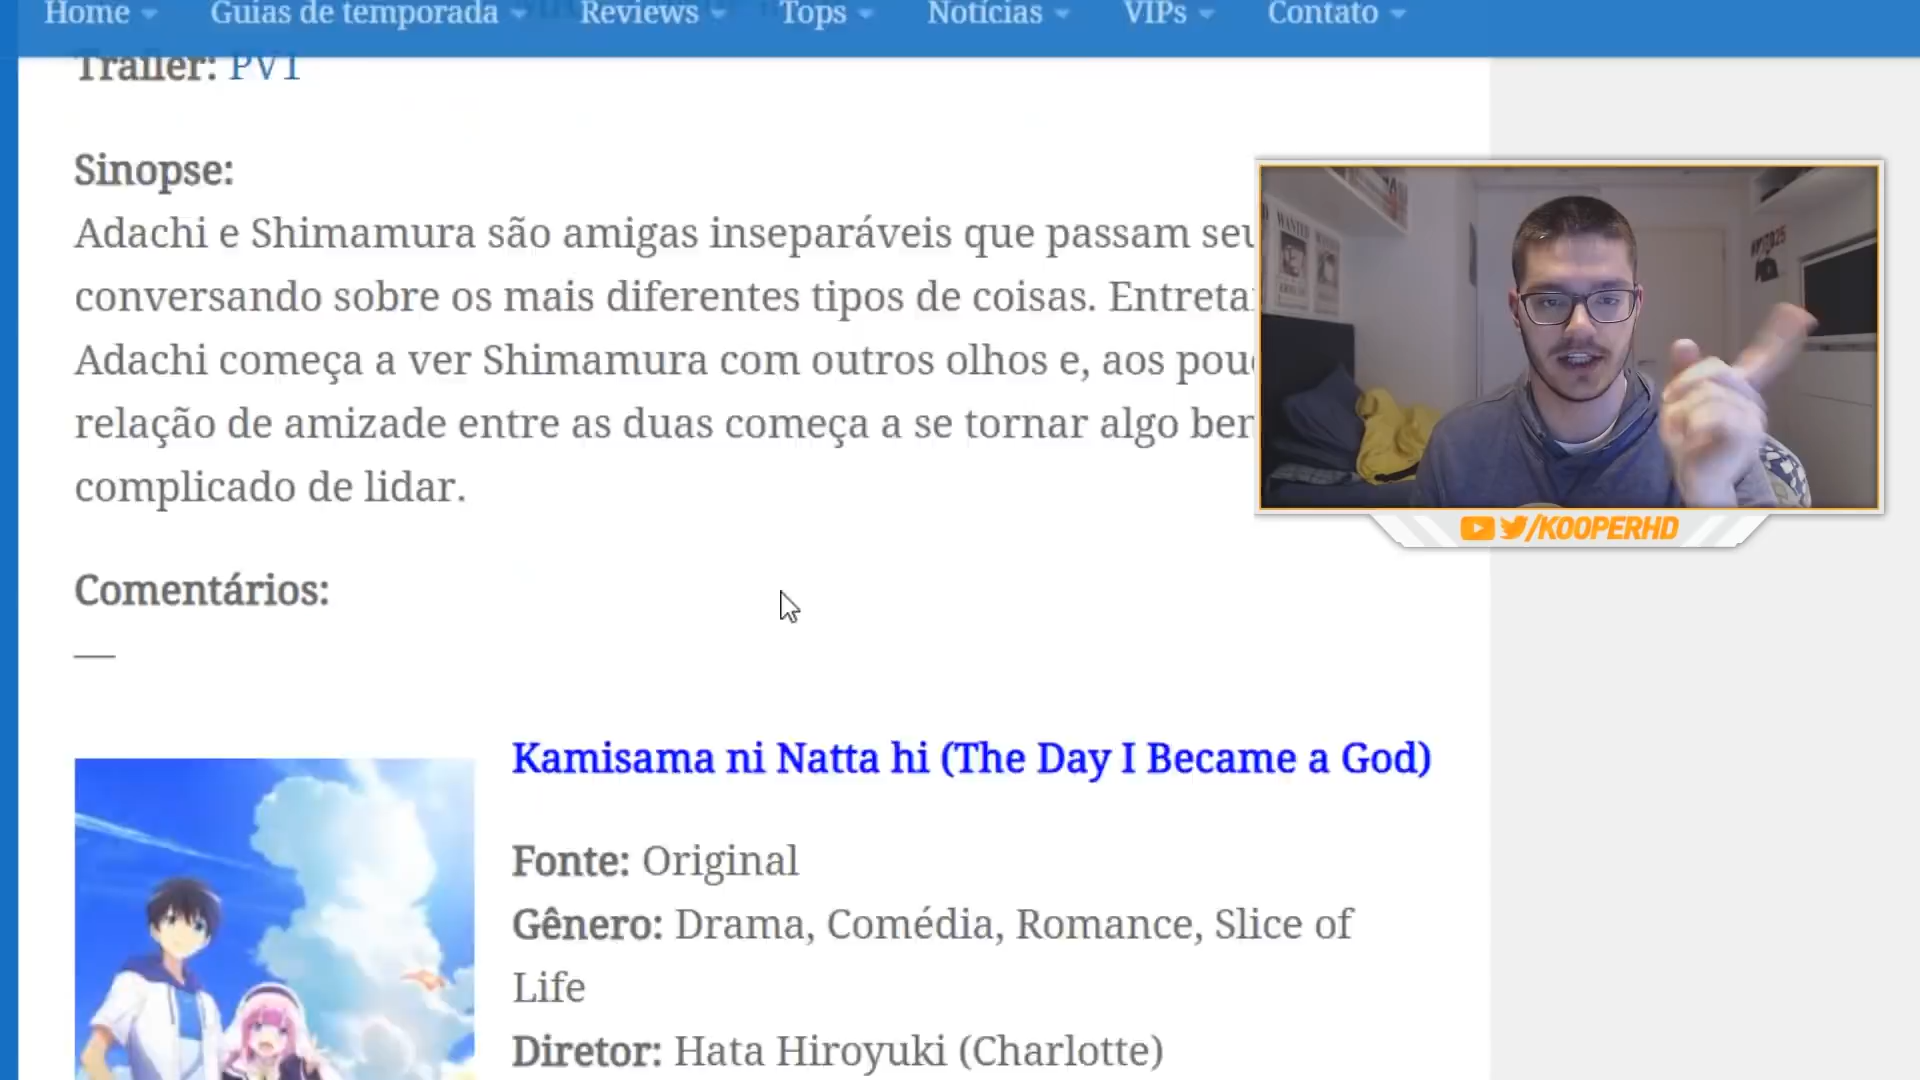 Home
Guias de temporada
Reviews
Tops
Notícias
VIPs
Contato
Trailer: PV1
Sinopse:
Adachi e Shimamura são amigas inseparáveis que passam seu
conversando sobre os mais diferentes tipos de coisas. Entreta
Adachi começa a ver Shimamura com outros olhos e, aos pou
relação de amizade entre as duas começa a se tornar algo ben
complicado de lidar.
WANTED
/KOOPERHD
Comentários:
—
Kamisama ni Natta hi (The Day I Became a God)
Fonte: Original
Gênero: Drama, Comédia, Romance, Slice of
Life
Diretor: Hata Hiroyuki (Charlotte)